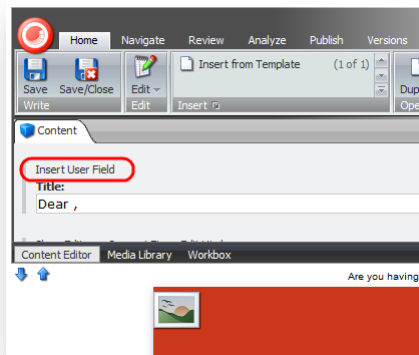 Home Navigate Review Analyze Publish Versions
Insert from Template (1 of 1)
Save Save/Close Edit Dup
Write Edit Insert Ope
Content
Insert User Field
Title:
Dear ,
Content Editor Media Library Workbox
Are you having